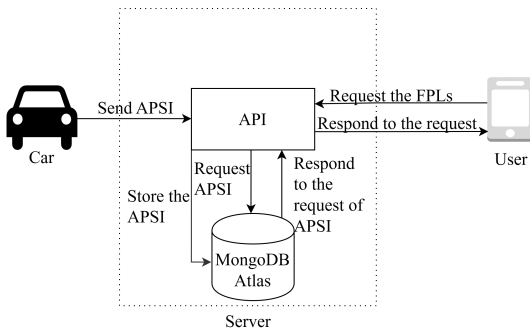 Send APSI
Car
API
Request the FPLs
Respond to the request
User
Store the
APSI
Request
APSI
Respond
to the
request of
APSI
MongoDB
Atlas
Server